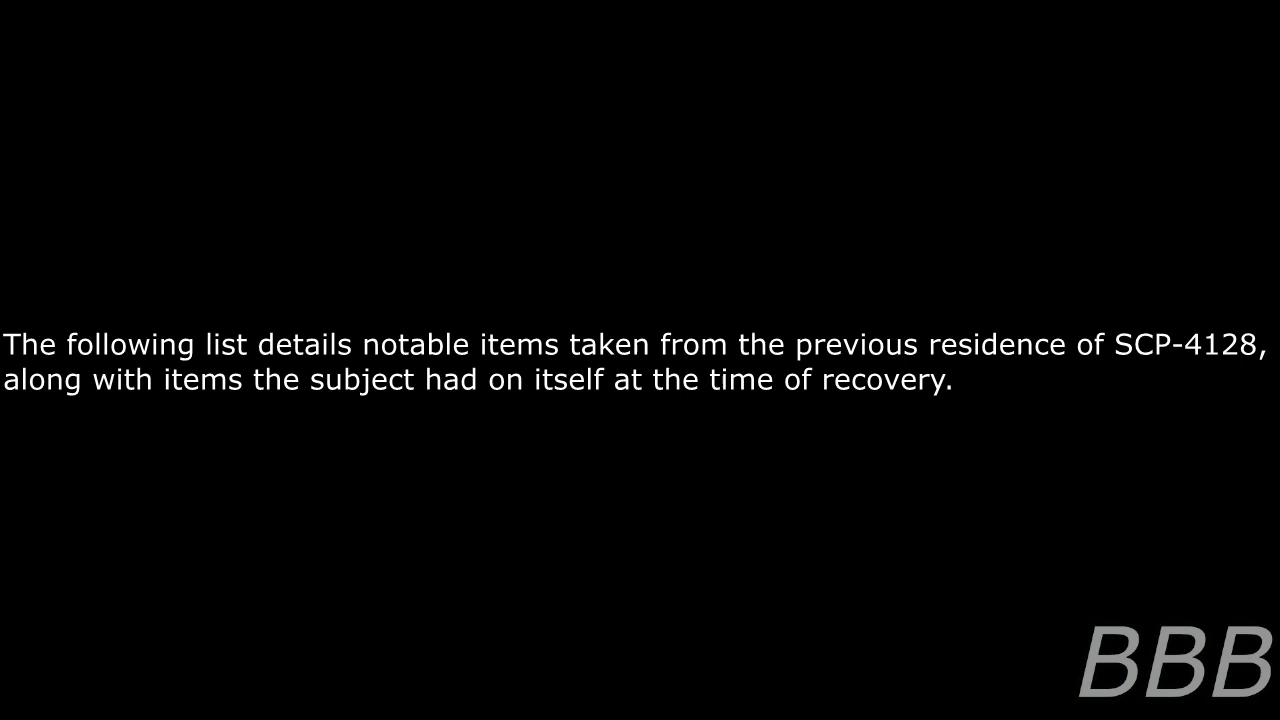 The following list details notable items taken from the previous residence of SCP-4128,
along with items the subject had on itself at the time of recovery.
BBB